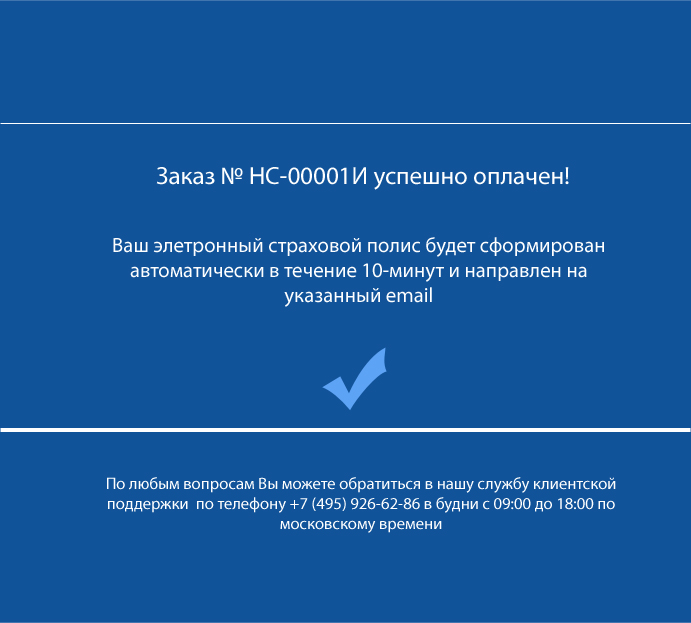 Заказ № НС-00001И успешно оплачен!
Ваш элетронный страховой полис будет сформирован
автоматически в течение 10-минут и направлен на
указанный email
По любым вопросам Вы можете обратиться в нашу службу клиентской
поддержки по телефону +7 (495) 926-62-86 в будни с 09:00 до 18:00 по
московскому времени